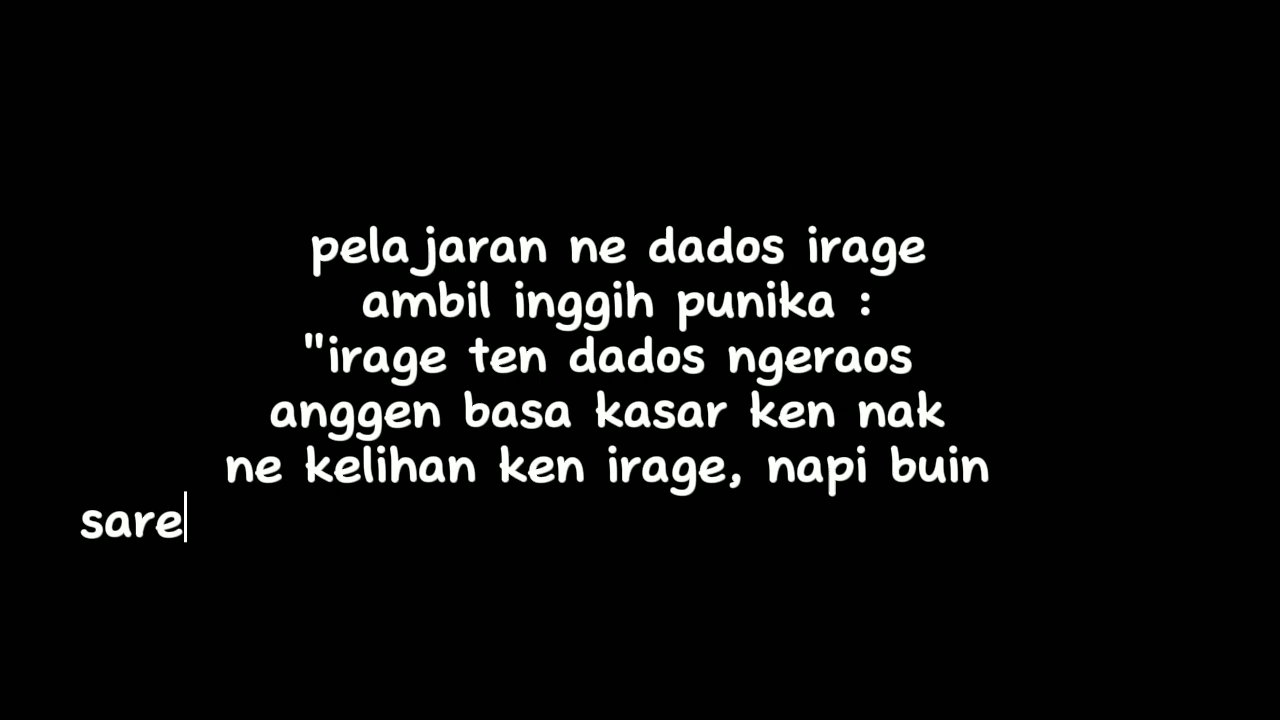 pelajaran ne dados irage
ambil inggih punika :
"irage ten dados ngeraos
anggen basa kasar ken nak
ne kelihan ken irage, napi buin
sare